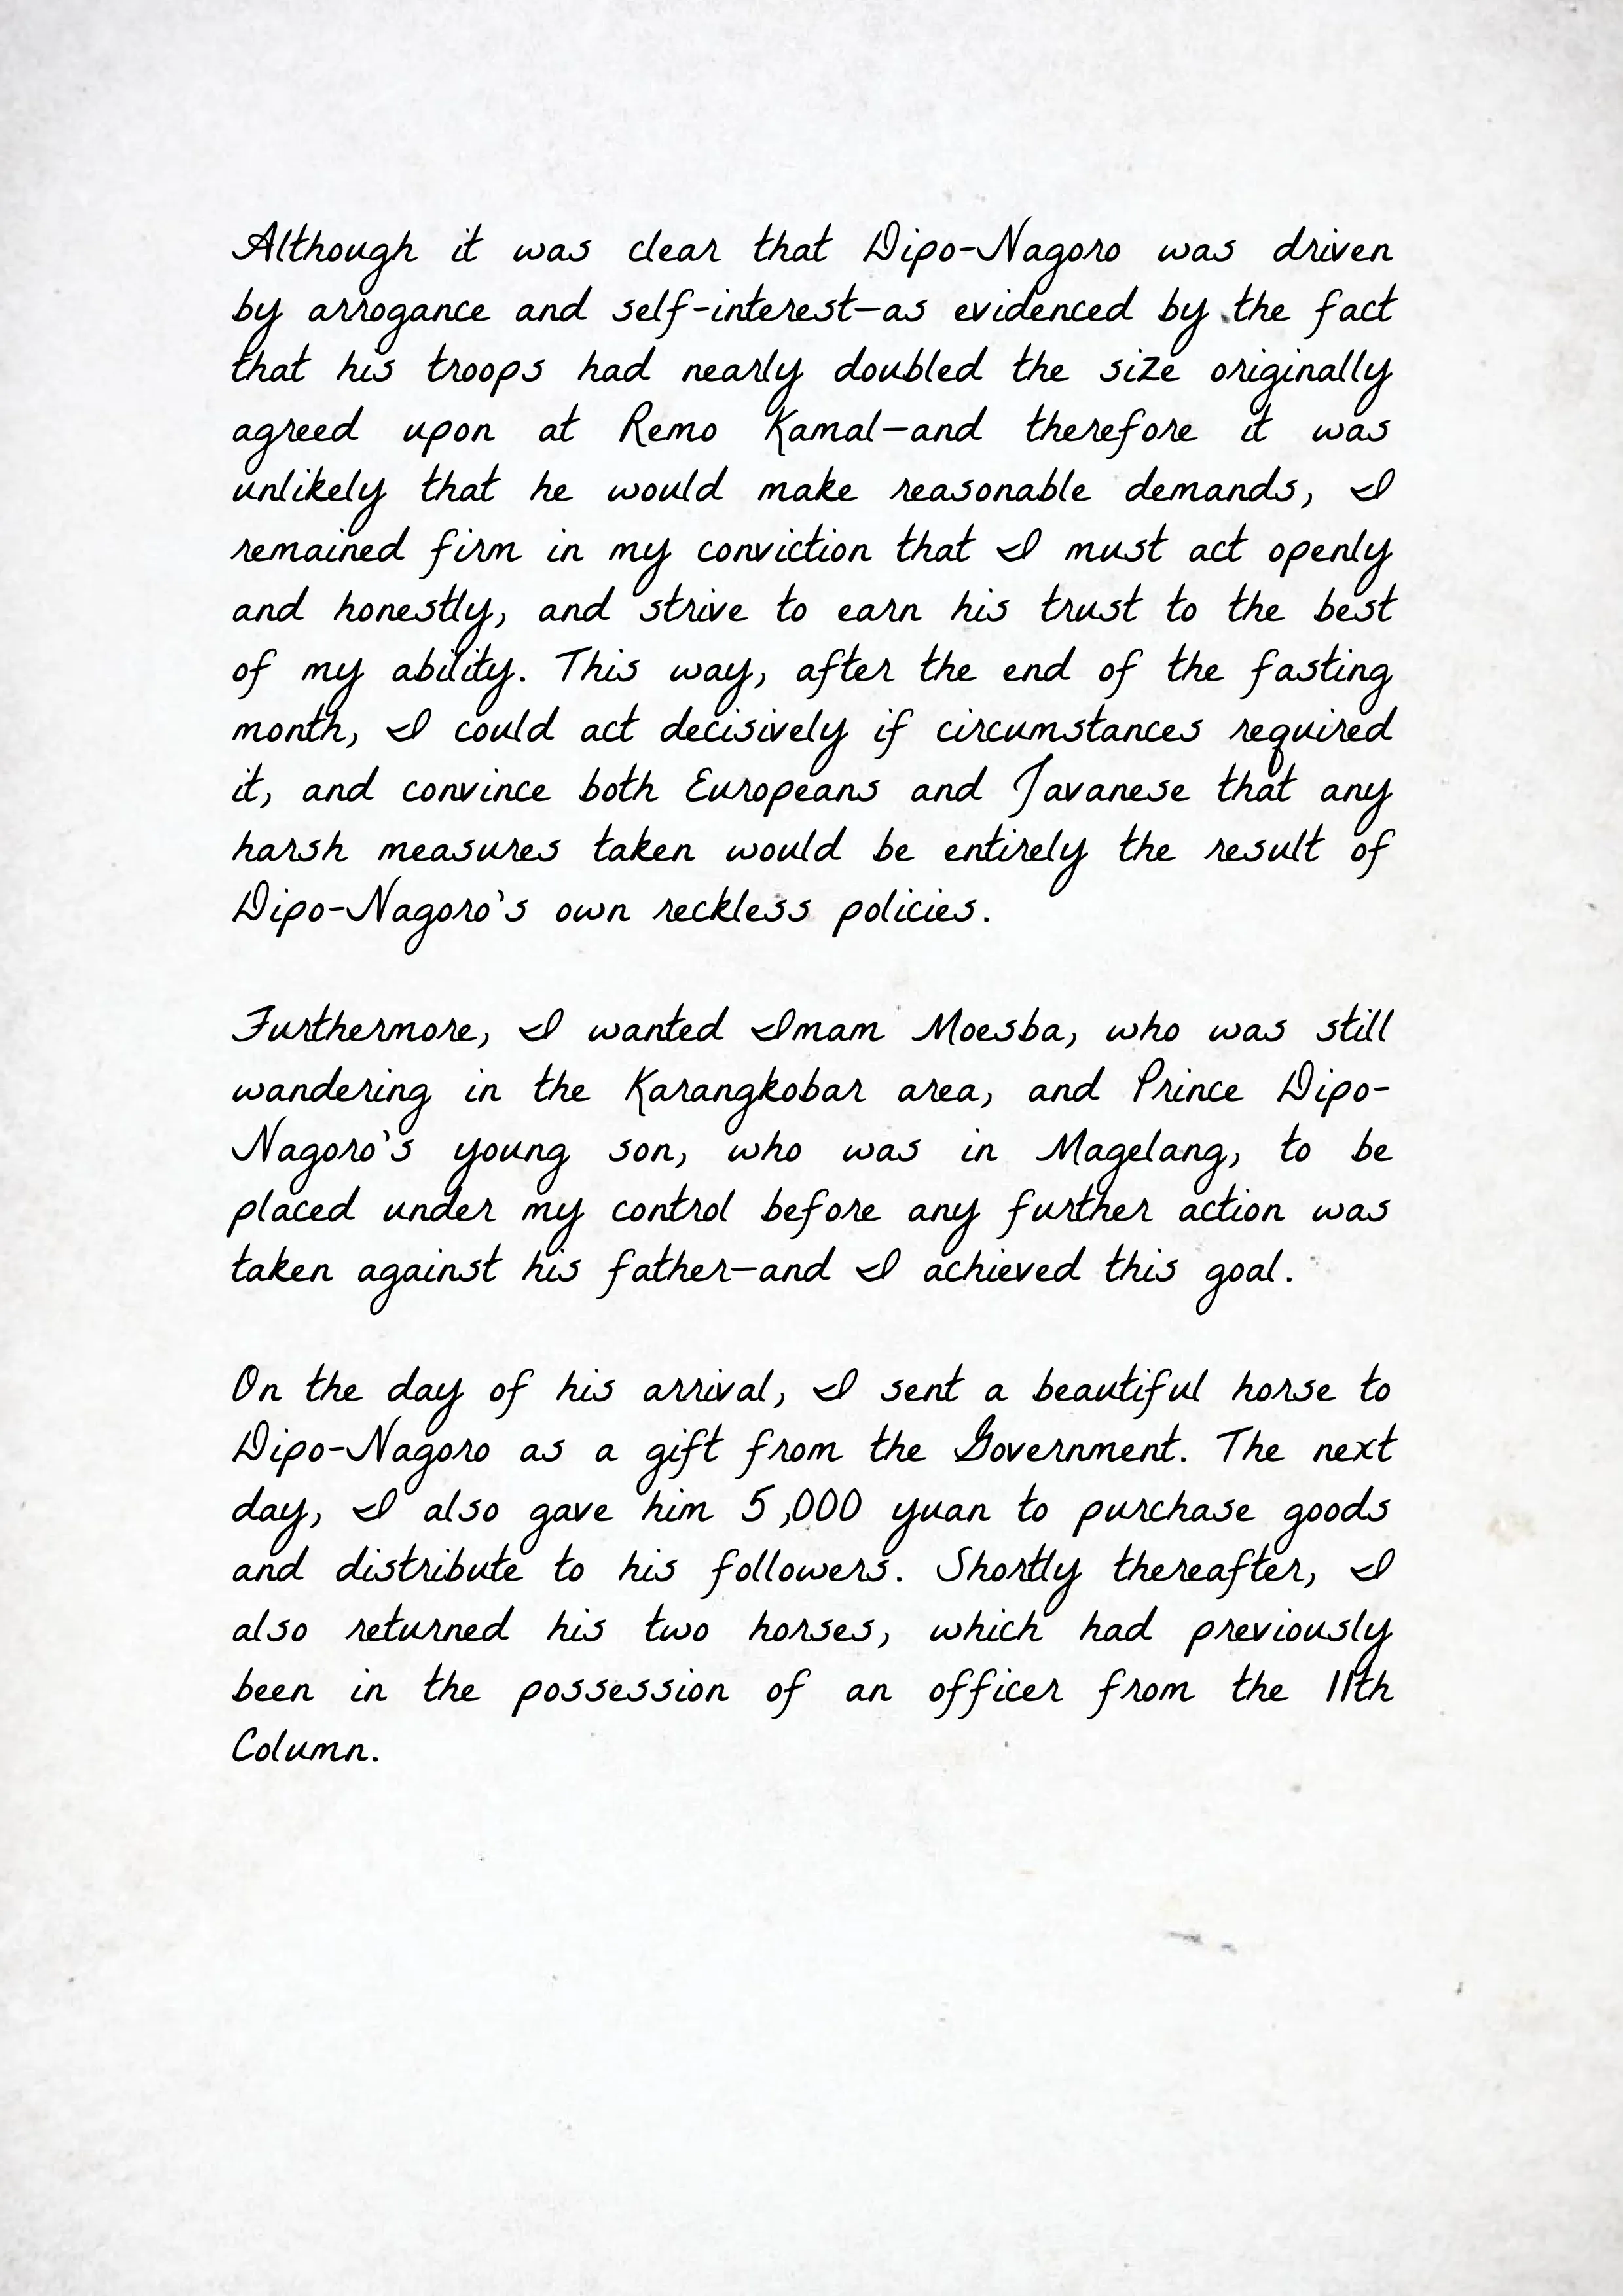 Although it was clear that Dipo-Nagoro was driven
by arrogance and self-interest—as evidenced by the fact
that his troops had nearly doubled the size originally
agreed upon at Remo Kamal—and therefore it was
unlikely that he would make reasonable demands, I
remained firm in my conviction that I must act openly
and honestly, and strive to earn his trust to the best
of my ability. This way, after the end of the fasting
month, I could act decisively if circumstances required
it, and convince both Europeans and Javanese that any
harsh measures taken would be entirely the result of
Dipo-Nagoro's own reckless policies.
Furthermore, I wanted Imam Moesba, who was still
wandering in the Karangkobar area, and Prince Dipo-
Nagoro's young son, who was in Magelang, to be
placed under my control before any further action was
taken against his father—and I achieved this goal.
On the day of his arrival, I sent a beautiful horse to
Dipo-Nagoro as a gift from the Government. The next
day, I also gave him 5,000 yuan to purchase goods
and distribute to his followers. Shortly thereafter, I
also returned his two horses, which had previously
been in the possession of an officer from the 11th
Column.